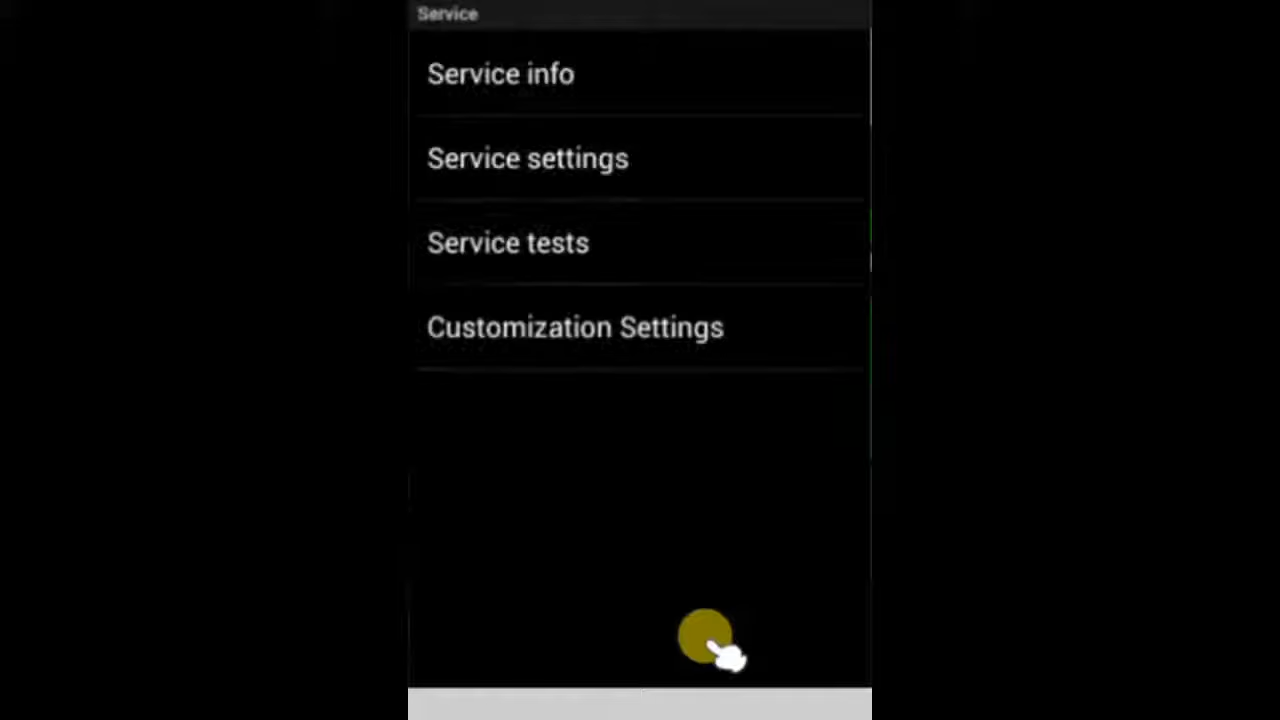 Service
Service info
Service settings
Service tests
Customization Settings